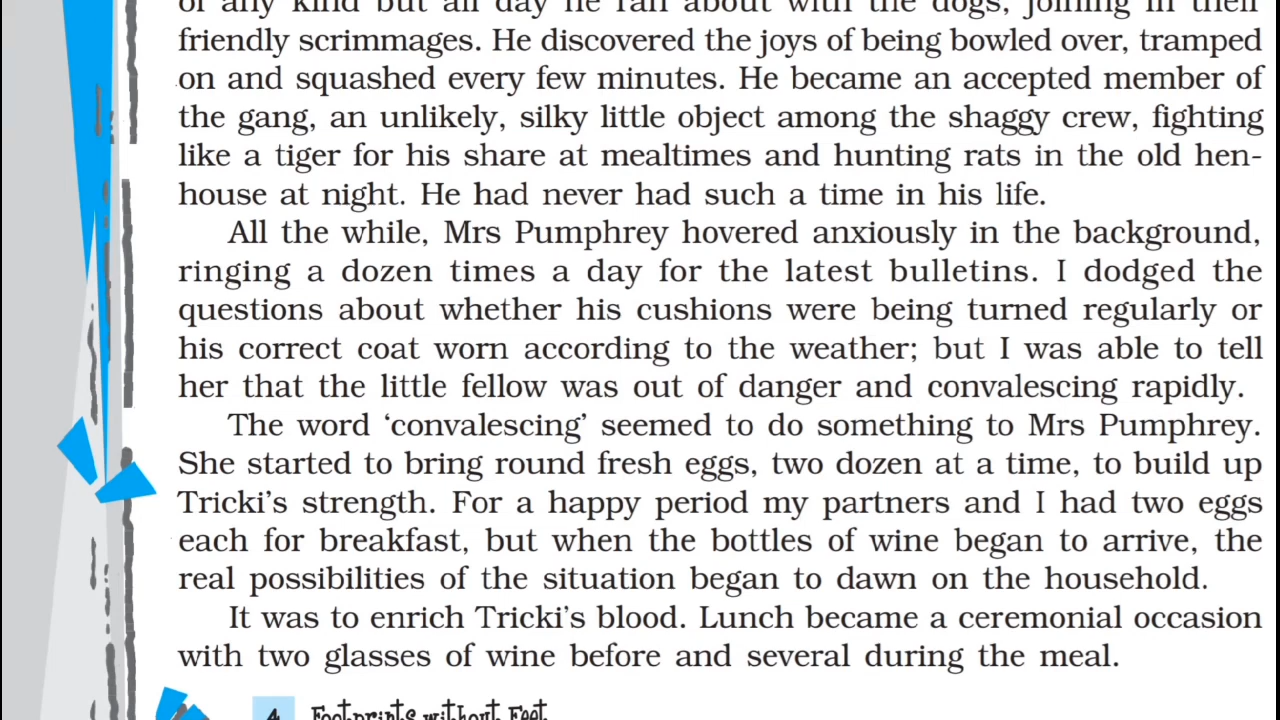 of any kind but all day he ran about with the dogs, joining in their
friendly scrimmages. He discovered the joys of being bowled over, tramped
on and squashed every few minutes. He became an accepted member of
the gang, an unlikely, silky little object among the shaggy crew, fighting
like a tiger for his share at mealtimes and hunting rats in the old hen-
house at night. He had never had such a time in his life.
All the while, Mrs Pumphrey hovered anxiously in the background,
ringing a dozen times a day for the latest bulletins. I dodged the
questions about whether his cushions were being turned regularly or
his correct coat worn according to the weather; but I was able to tell
her that the little fellow was out of danger and convalescing rapidly.
The word ‘convalescing’ seemed to do something to Mrs Pumphrey.
She started to bring round fresh eggs, two dozen at a time, to build up
Tricki’s strength. For a happy period my partners and I had two eggs
each for breakfast, but when the bottles of wine began to arrive, the
real possibilities of the situation began to dawn on the household.
It was to enrich Tricki’s blood. Lunch became a ceremonial occasion
with two glasses of wine before and several during the meal.
4 Footprints without Feet